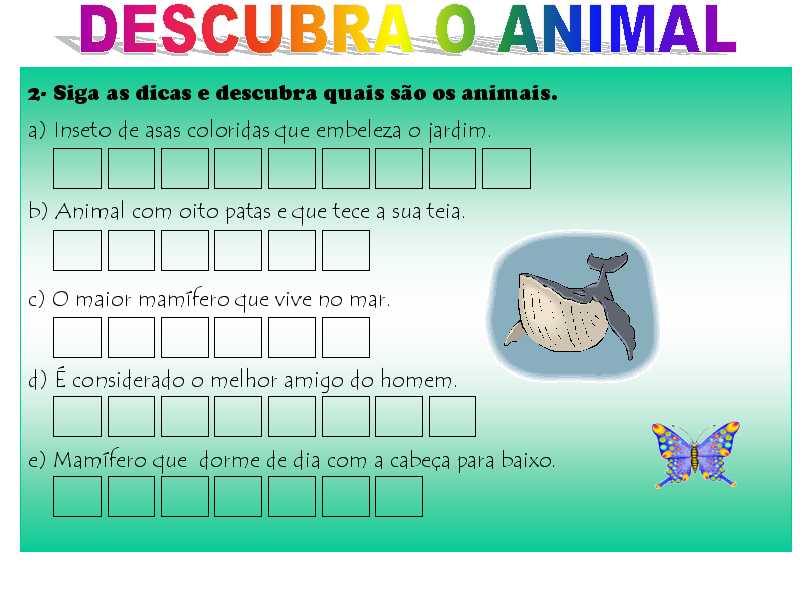 DESCUBRA O ANIMAL
2- Siga as dicas e descubra quais são os animais.
a) Inseto de asas coloridas que embeleza o jardim.
b) Animal com oito patas e que tece a sua teia.
c) O maior mamífero que vive no mar.
d) É considerado o melhor amigo do homem.
e) Mamífero que dorme de dia com a cabeça para baixo.